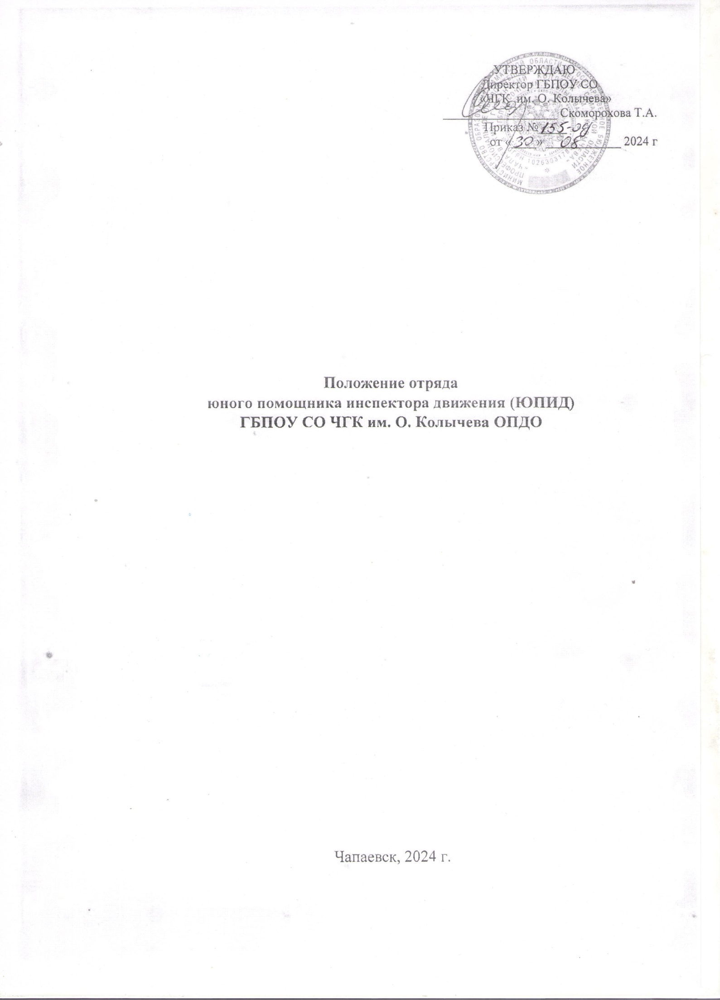 УТВЕРЖДАЮ
Директор ГБПОУ СО
«ЧГК им. О. Колычева»
Скоморохова Т.А.
Приказ № 155-од
от «30» 08 2024 г
Положение отряда
юного помощника инспектора движения (ЮПИД)
ГБПОУ СО ЧГК им. О. Колычева ОПДО
Чапаевск, 2024 г.